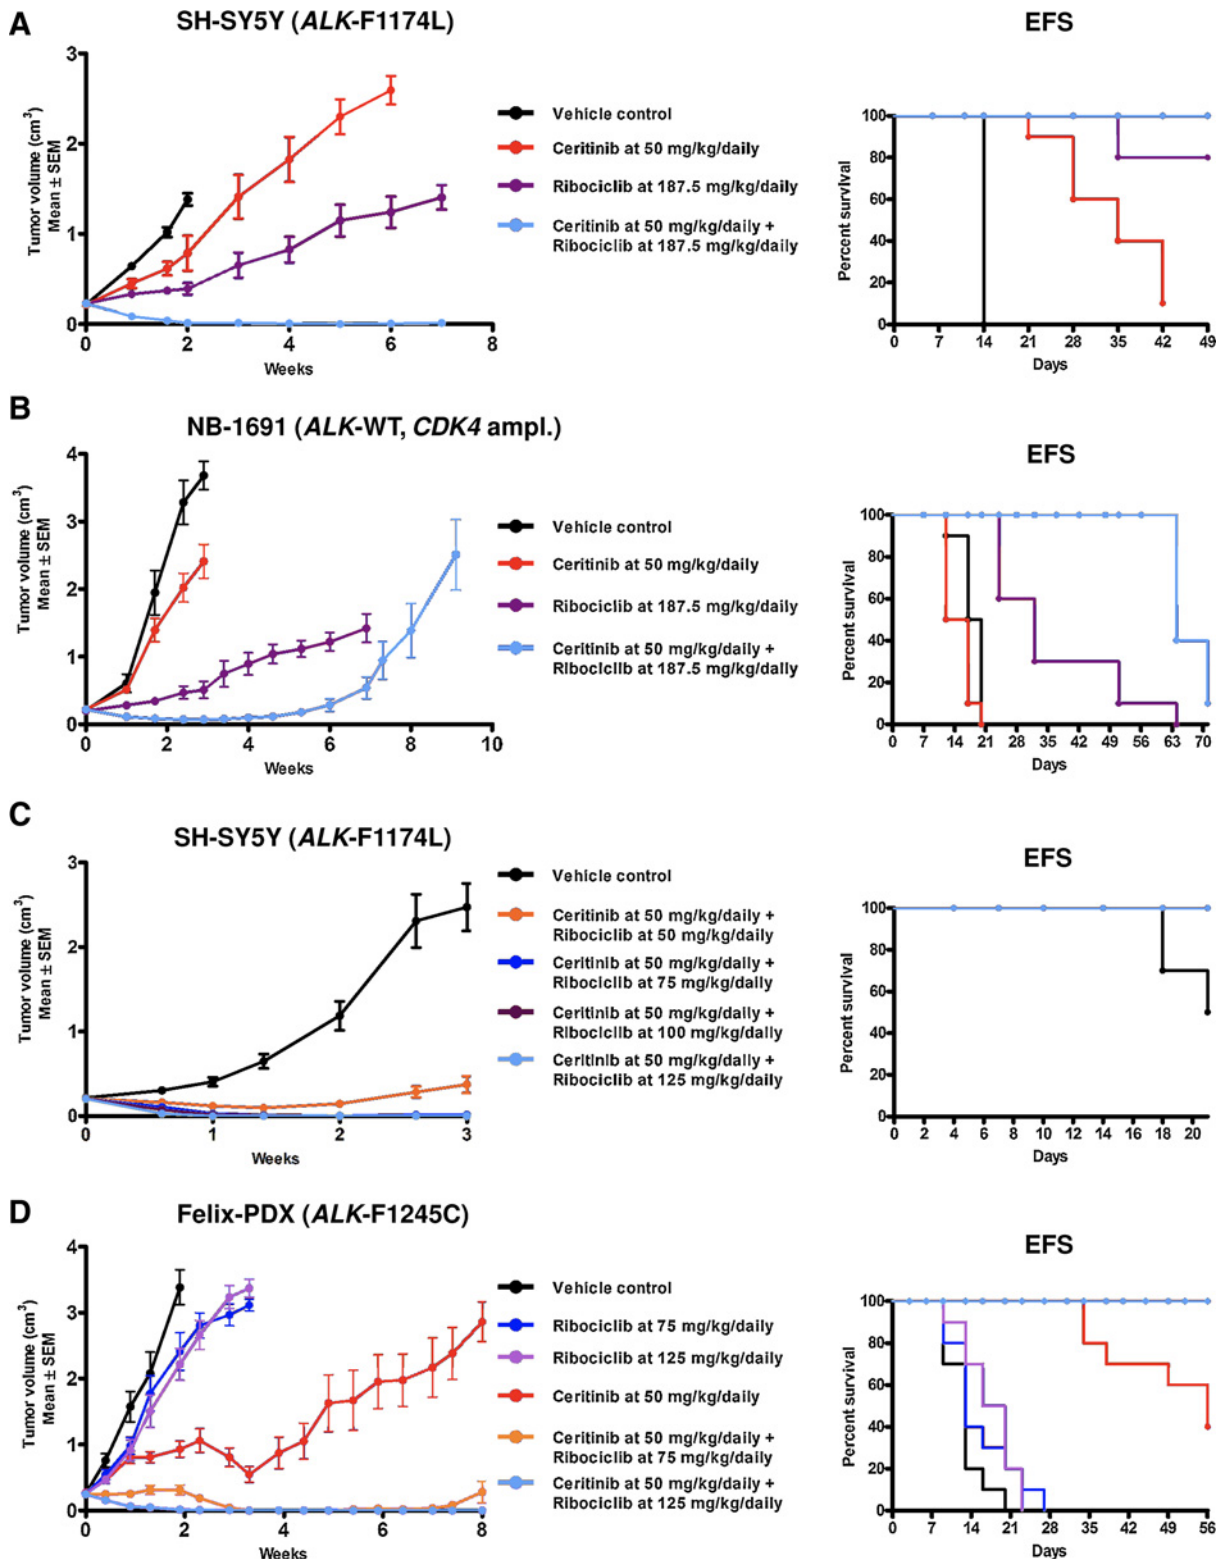 A
SH-SY5Y (ALK-F1174L)
EFS
Tumor volume (cm³)
Mean ± SEM
3
2
1
0
0 2 4 6 8
Weeks
Vehicle control
Ceritinib at 50 mg/kg/daily
Ribociclib at 187.5 mg/kg/daily
Ceritinib at 50 mg/kg/daily +
Ribociclib at 187.5 mg/kg/daily
Percent survival
100
80
60
40
20
0
0 7 14 21 28 35 42 49
Days
B
NB-1691 (ALK-WT, CDK4 ampl.)
EFS
Tumor volume (cm³)
Mean ± SEM
4
3
2
1
0
0 2 4 6 8 10
Weeks
Vehicle control
Ceritinib at 50 mg/kg/daily
Ribociclib at 187.5 mg/kg/daily
Ceritinib at 50 mg/kg/daily +
Ribociclib at 187.5 mg/kg/daily
Percent survival
100
80
60
40
20
0
0 7 14 21 28 35 42 49 56 63 70
Days
C
SH-SY5Y (ALK-F1174L)
EFS
Tumor volume (cm³)
Mean ± SEM
3
2
1
0
0 1 2 3
Weeks
Vehicle control
Ceritinib at 50 mg/kg/daily +
Ribociclib at 50 mg/kg/daily
Ceritinib at 50 mg/kg/daily +
Ribociclib at 75 mg/kg/daily
Ceritinib at 50 mg/kg/daily +
Ribociclib at 100 mg/kg/daily
Ceritinib at 50 mg/kg/daily +
Ribociclib at 125 mg/kg/daily
Percent survival
100
80
60
40
20
0
0 2 4 6 8 10 12 14 16 18 20
Days
D
Felix-PDX (ALK-F1245C)
EFS
Tumor volume (cm³)
Mean ± SEM
4
3
2
1
0
0 2 4 6 8
Weeks
Vehicle control
Ribociclib at 75 mg/kg/daily
Ribociclib at 125 mg/kg/daily
Ceritinib at 50 mg/kg/daily
Ceritinib at 50 mg/kg/daily +
Ribociclib at 75 mg/kg/daily
Ceritinib at 50 mg/kg/daily +
Ribociclib at 125 mg/kg/daily
Percent survival
100
80
60
40
20
0
0 7 14 21 28 35 42 49 56
Days